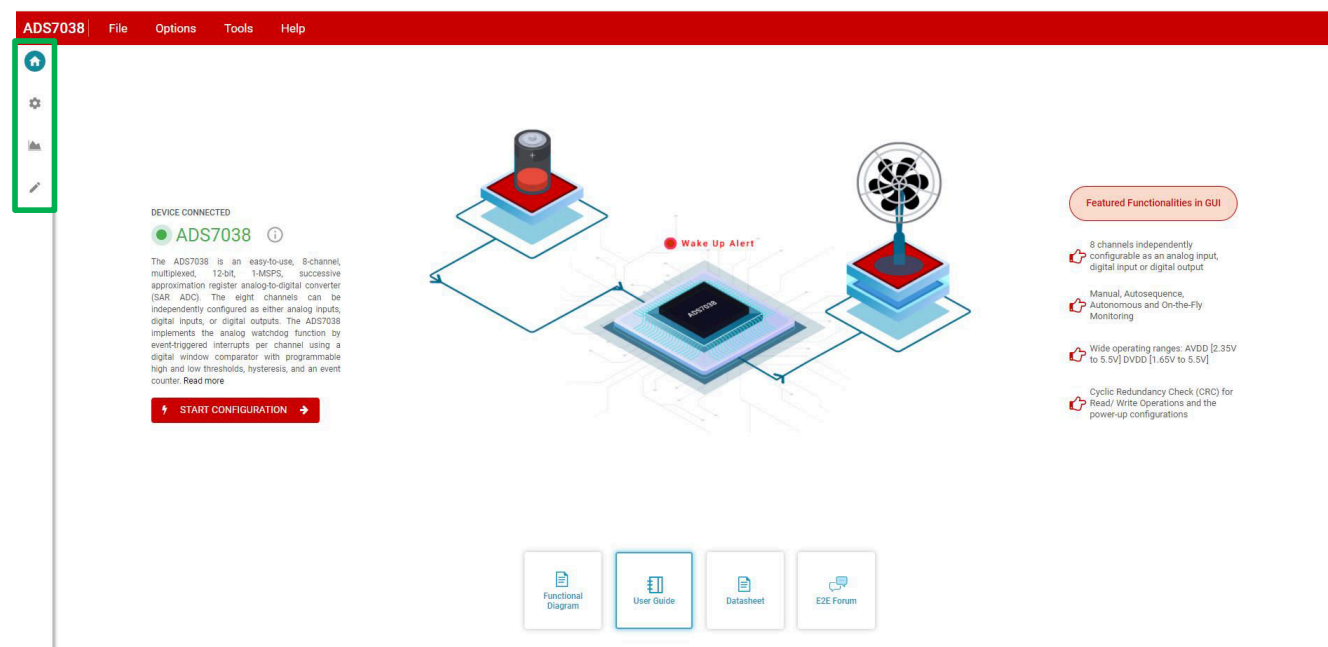 ADS7038 File Options Tools Help
DEVICE CONNECTED
ADS7038
The ADS7038 is an easy-to-use, 8-channel,
multiplexed, 12-bit, 1-MSPS, successive
approximation register analog-to-digital converter
(SAR ADC). The eight channels can be
independently configured as either analog inputs,
digital inputs, or digital outputs. The ADS7038
implements the analog watchdog function by
event-triggered interrupts per channel using a
digital window comparator with programmable
high and low thresholds, hysteresis, and an event
counter. Read more
START CONFIGURATION
Wake Up Alert
ADS7038
Featured Functionalities in GUI
8 channels independently
configurable as an analog input,
digital input or digital output
Manual, Autosequence,
Autonomous and On-the-Fly
Monitoring
Wide operating ranges: AVDD [2.35V
to 5.5V] DVDD [1.65V to 5.5V]
Cyclic Redundancy Check (CRC) for
Read/ Write Operations and the
power-up configurations
Functional
Diagram
User Guide
Datasheet
E2E Forum